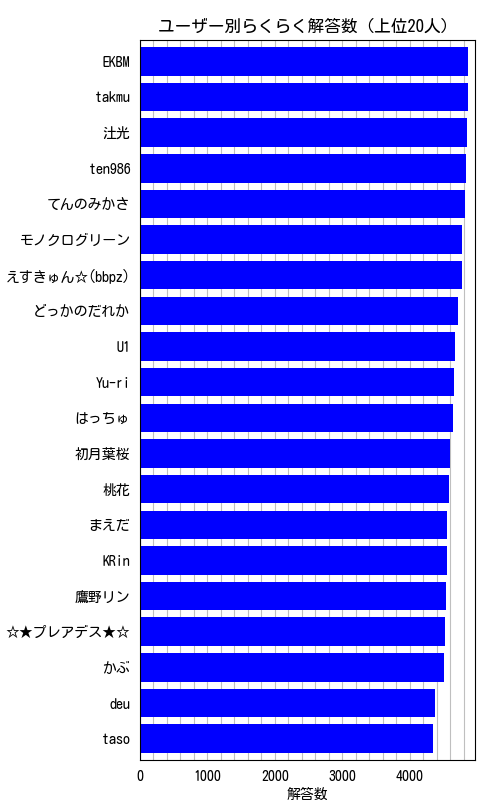 ユーザー別らくらく解答数 (上位20人)
EKBM
takmu
辻光
ten986
てんのみかさ
モノクログリーン
えすきゅん☆(bbpz)
どっかのだれか
U1
Yu-ri
はっちゅ
初月葉桜
桃花
まえだ
KRin
鷹野リン
☆★プレアデス★☆
かぶ
deu
taso
0 1000 2000 3000 4000
解答数